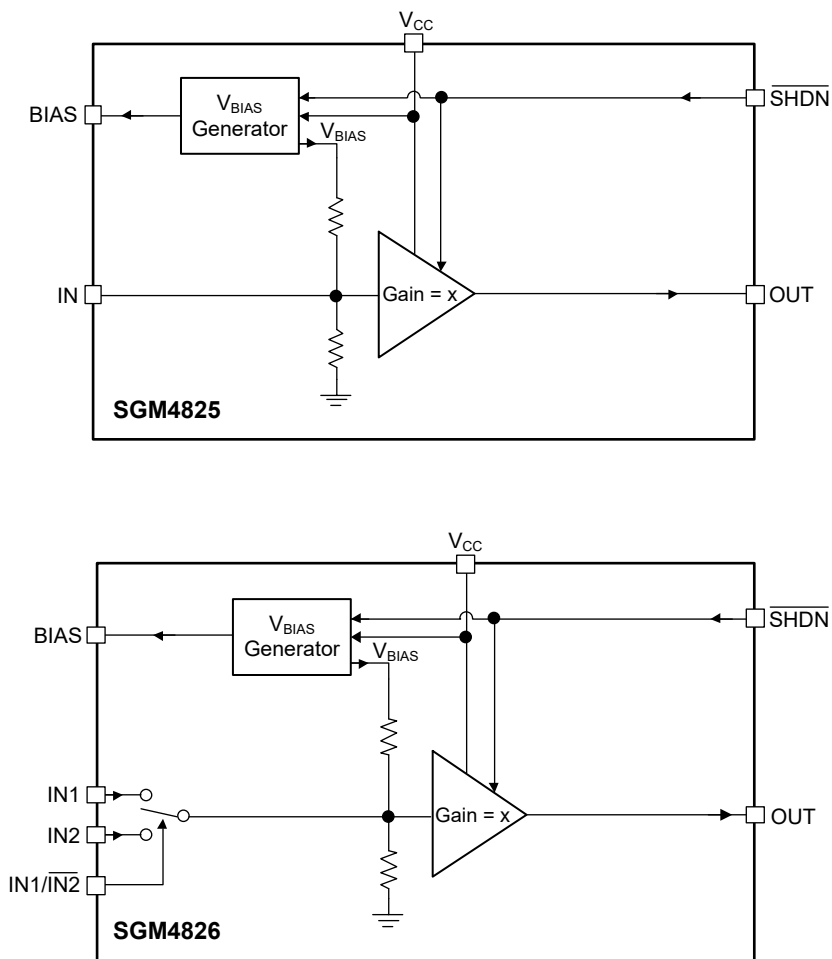 VCC
SHDN
BIAS
VBIAS
Generator
VBIAS
IN
Gain = x
OUT
SGM4825
VCC
SHDN
BIAS
VBIAS
Generator
VBIAS
IN1
IN2
Gain = x
OUT
IN1/IN2
SGM4826